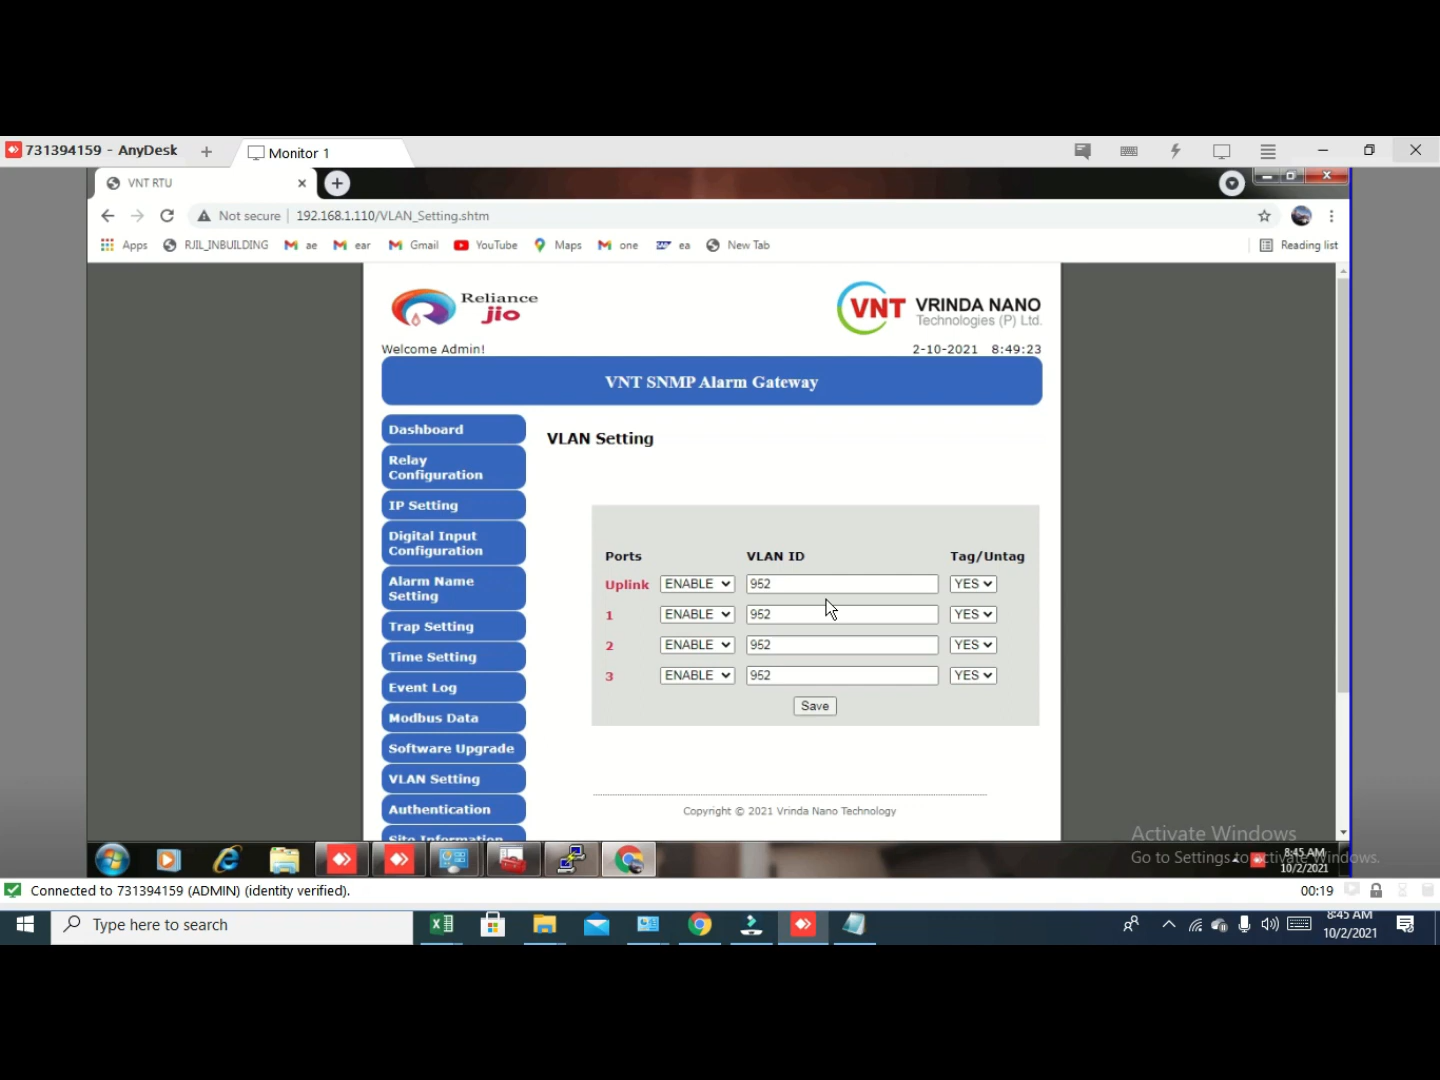 731394159 - AnyDesk
Monitor 1
VNT RTU
Not secure | 192.168.1.110/VLAN_Setting.shtm
Apps RJIL_INBUILDING ae ear Gmail YouTube Maps one ea New Tab Reading list
Reliance
jio
VNT VRINDA NANO
Technologies (P) Ltd.
Welcome Admin! 2-10-2021 8:49:23
VNT SNMP Alarm Gateway
Dashboard
Relay
Configuration
IP Setting
Digital Input
Configuration
Alarm Name
Setting
Trap Setting
Time Setting
Event Log
Modbus Data
Software Upgrade
VLAN Setting
Authentication
Site Information
VLAN Setting
Ports VLAN ID Tag/Untag
Uplink ENABLE 952 YES
1 ENABLE 952 YES
2 ENABLE 952 YES
3 ENABLE 952 YES
Save
Copyright © 2021 Vrinda Nano Technology
Activate Windows
Go to Settings to activate Windows.
8:45 AM
10/2/2021
Connected to 731394159 (ADMIN) (identity verified).
00:19
Type here to search
8:45 AM
10/2/2021